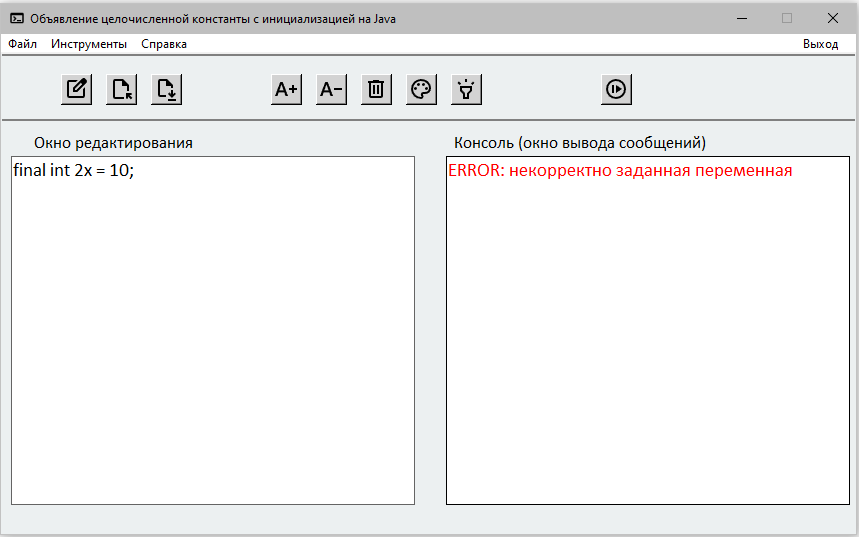 Объявление целочисленной константы с инициализацией на Java
Файл Инструменты Справка Выход
A+ A−
Окно редактирования Консоль (окно вывода сообщений)
final int 2x = 10; ERROR: некорректно заданная переменная